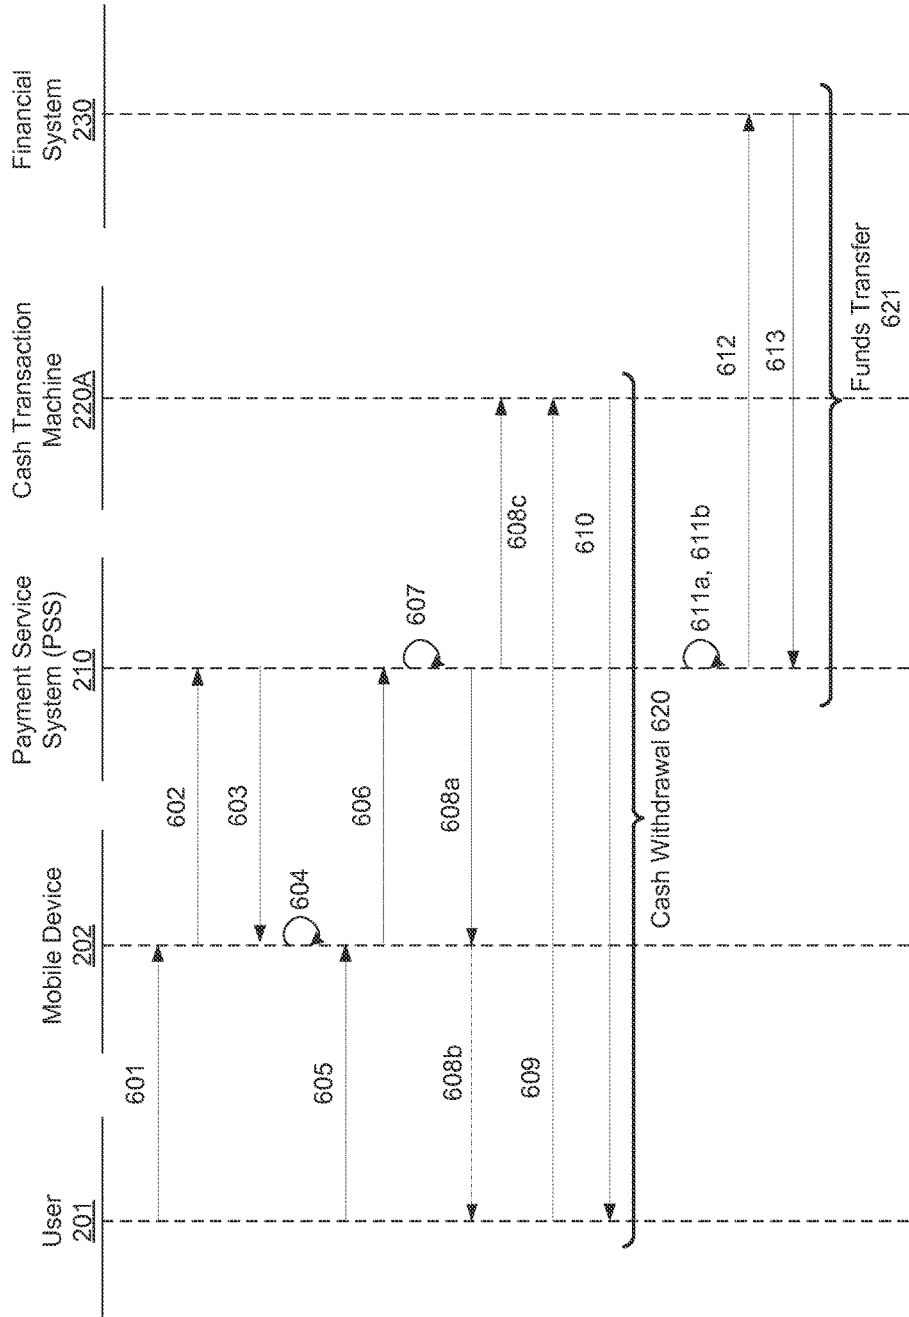 User
201
Mobile Device
202
Payment Service
System (PSS)
210
Cash Transaction
Machine
220A
Financial
System
230
601
602
603
604
605
606
607
608a
608b
608c
609
610
Cash Withdrawal 620
611a, 611b
612
613
Funds Transfer
621